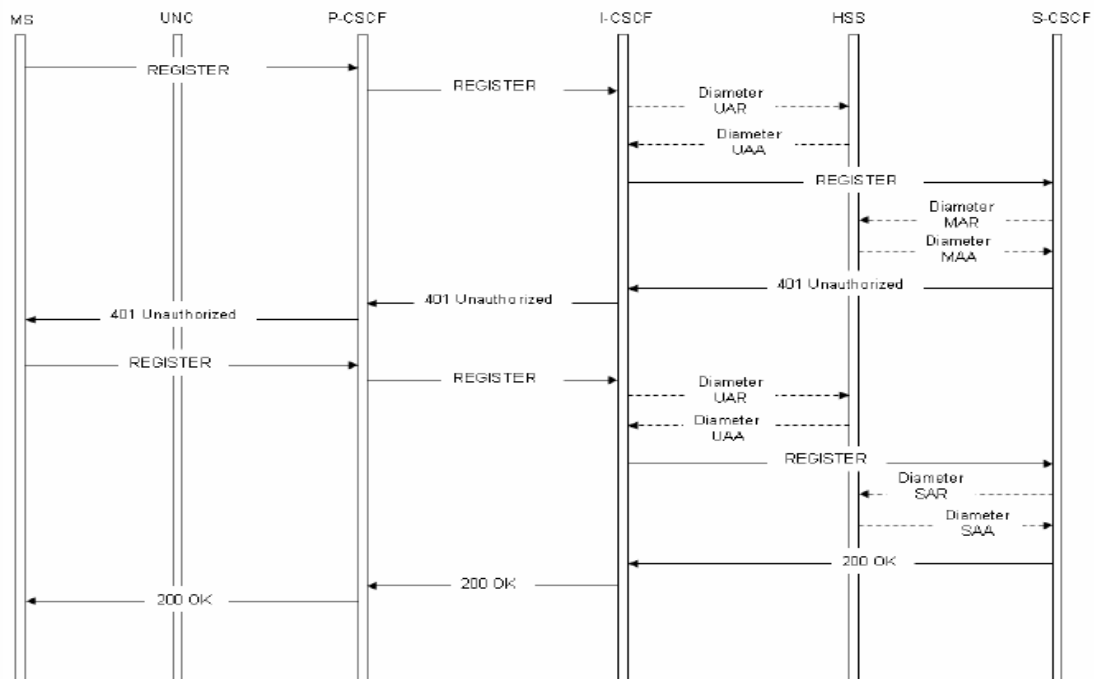 MS UNC P-CSCF I-CSCF HSS S-CSCF
REGISTER
REGISTER
Diameter
UAR
Diameter
UAA
REGISTER
Diameter
MAR
Diameter
MAA
401 Unauthorized
401 Unauthorized
401 Unauthorized
REGISTER
REGISTER
Diameter
UAR
Diameter
UAA
REGISTER
Diameter
SAR
Diameter
SAA
200 OK
200 OK
200 OK